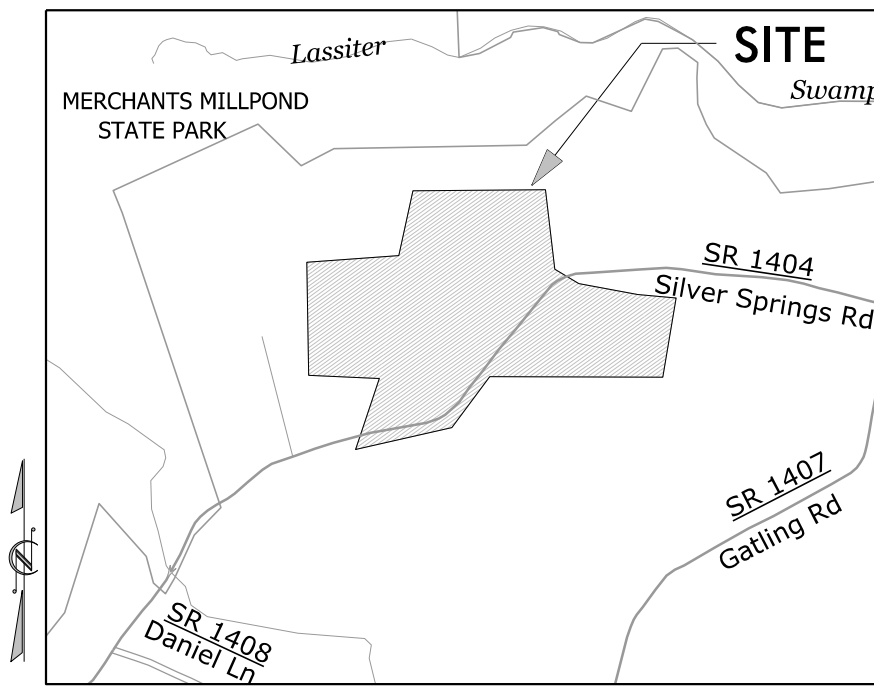 Lassiter
SITE
Swamp
MERCHANTS MILLPOND
STATE PARK
SR 1404
Silver Springs Rd
SR 1407
Gatling Rd
SR 1408
Daniel Ln
N